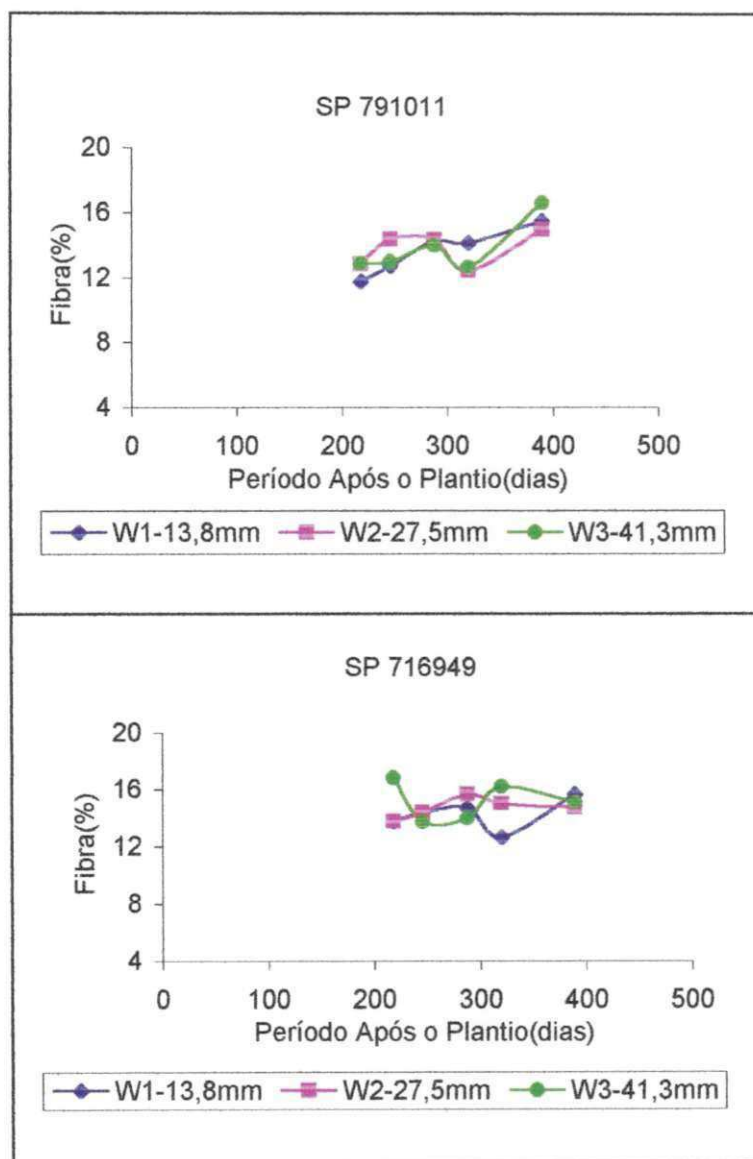 SP 791011
20
16
12
8
4
Fibra(%)
0 100 200 300 400 500
Período Após o Plantio(dias)
W1-13,8mm W2-27,5mm W3-41,3mm
SP 716949
20
16
12
8
4
Fibra(%)
0 100 200 300 400 500
Período Após o Plantio(dias)
W1-13,8mm W2-27,5mm W3-41,3mm